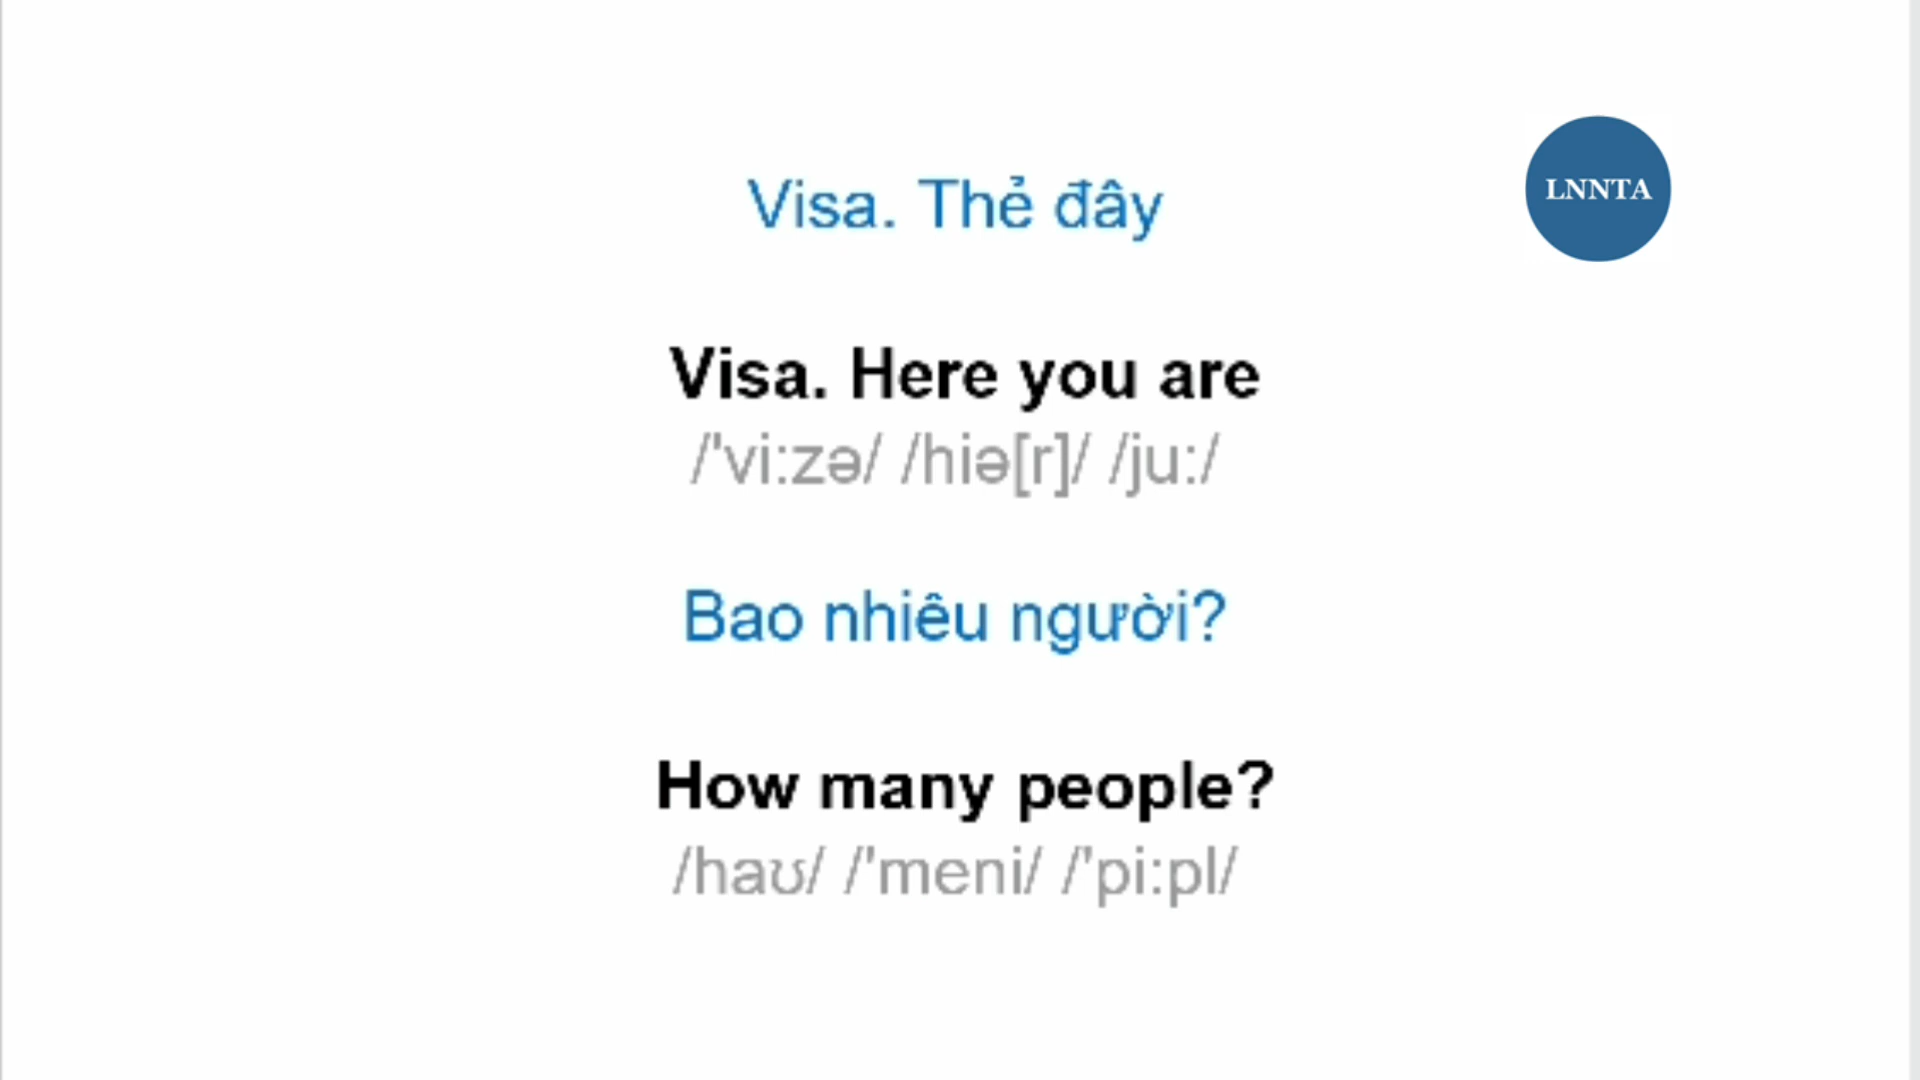 Visa. Thẻ đây
LNNTA
Visa. Here you are
/'vi:zə/ /hiə[r]/ /ju:/
Bao nhiêu người?
How many people?
/haʊ/ /'meni/ /'pi:pl/